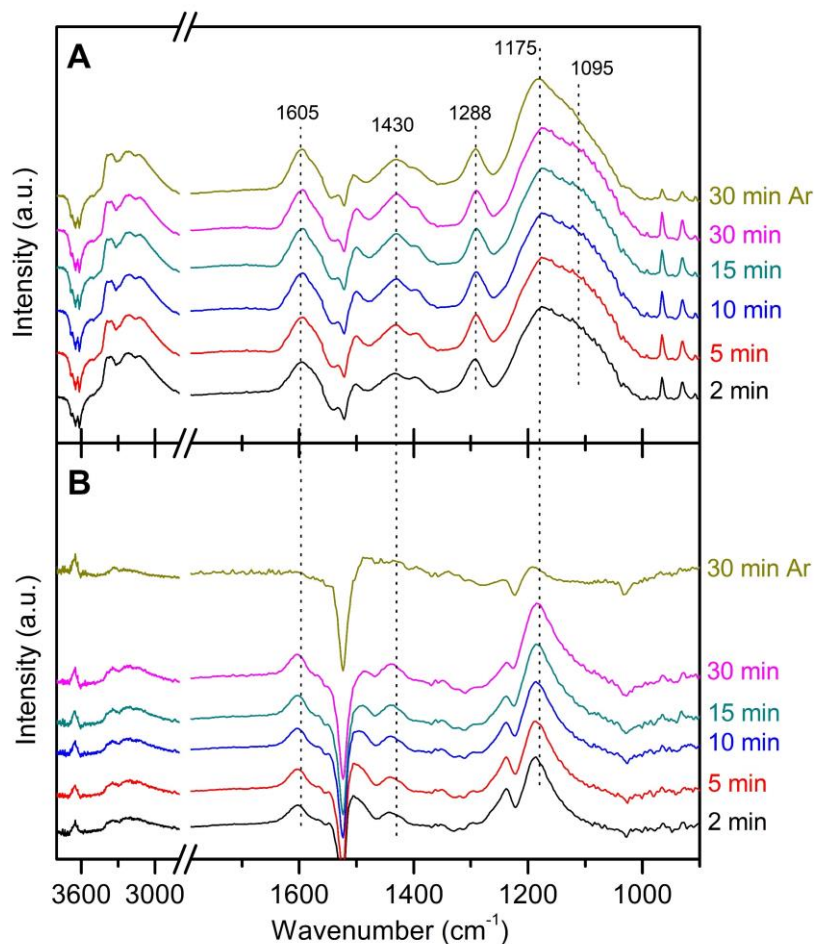 A
1605
1430
1288
1175
1095
30 min Ar
30 min
15 min
10 min
5 min
2 min
Intensity (a.u.)
B
30 min Ar
30 min
15 min
10 min
5 min
2 min
Intensity (a.u.)
3600 3000 1600 1400 1200 1000
Wavenumber (cm⁻¹)